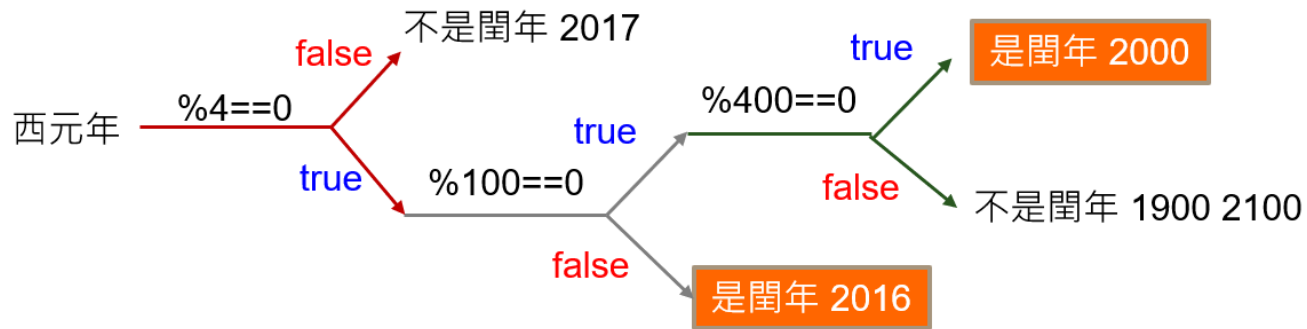 西元年
%4==0
false
不是閏年 2017
true
%100==0
true
%400==0
true
是閏年 2000
false
不是閏年 1900 2100
false
是閏年 2016